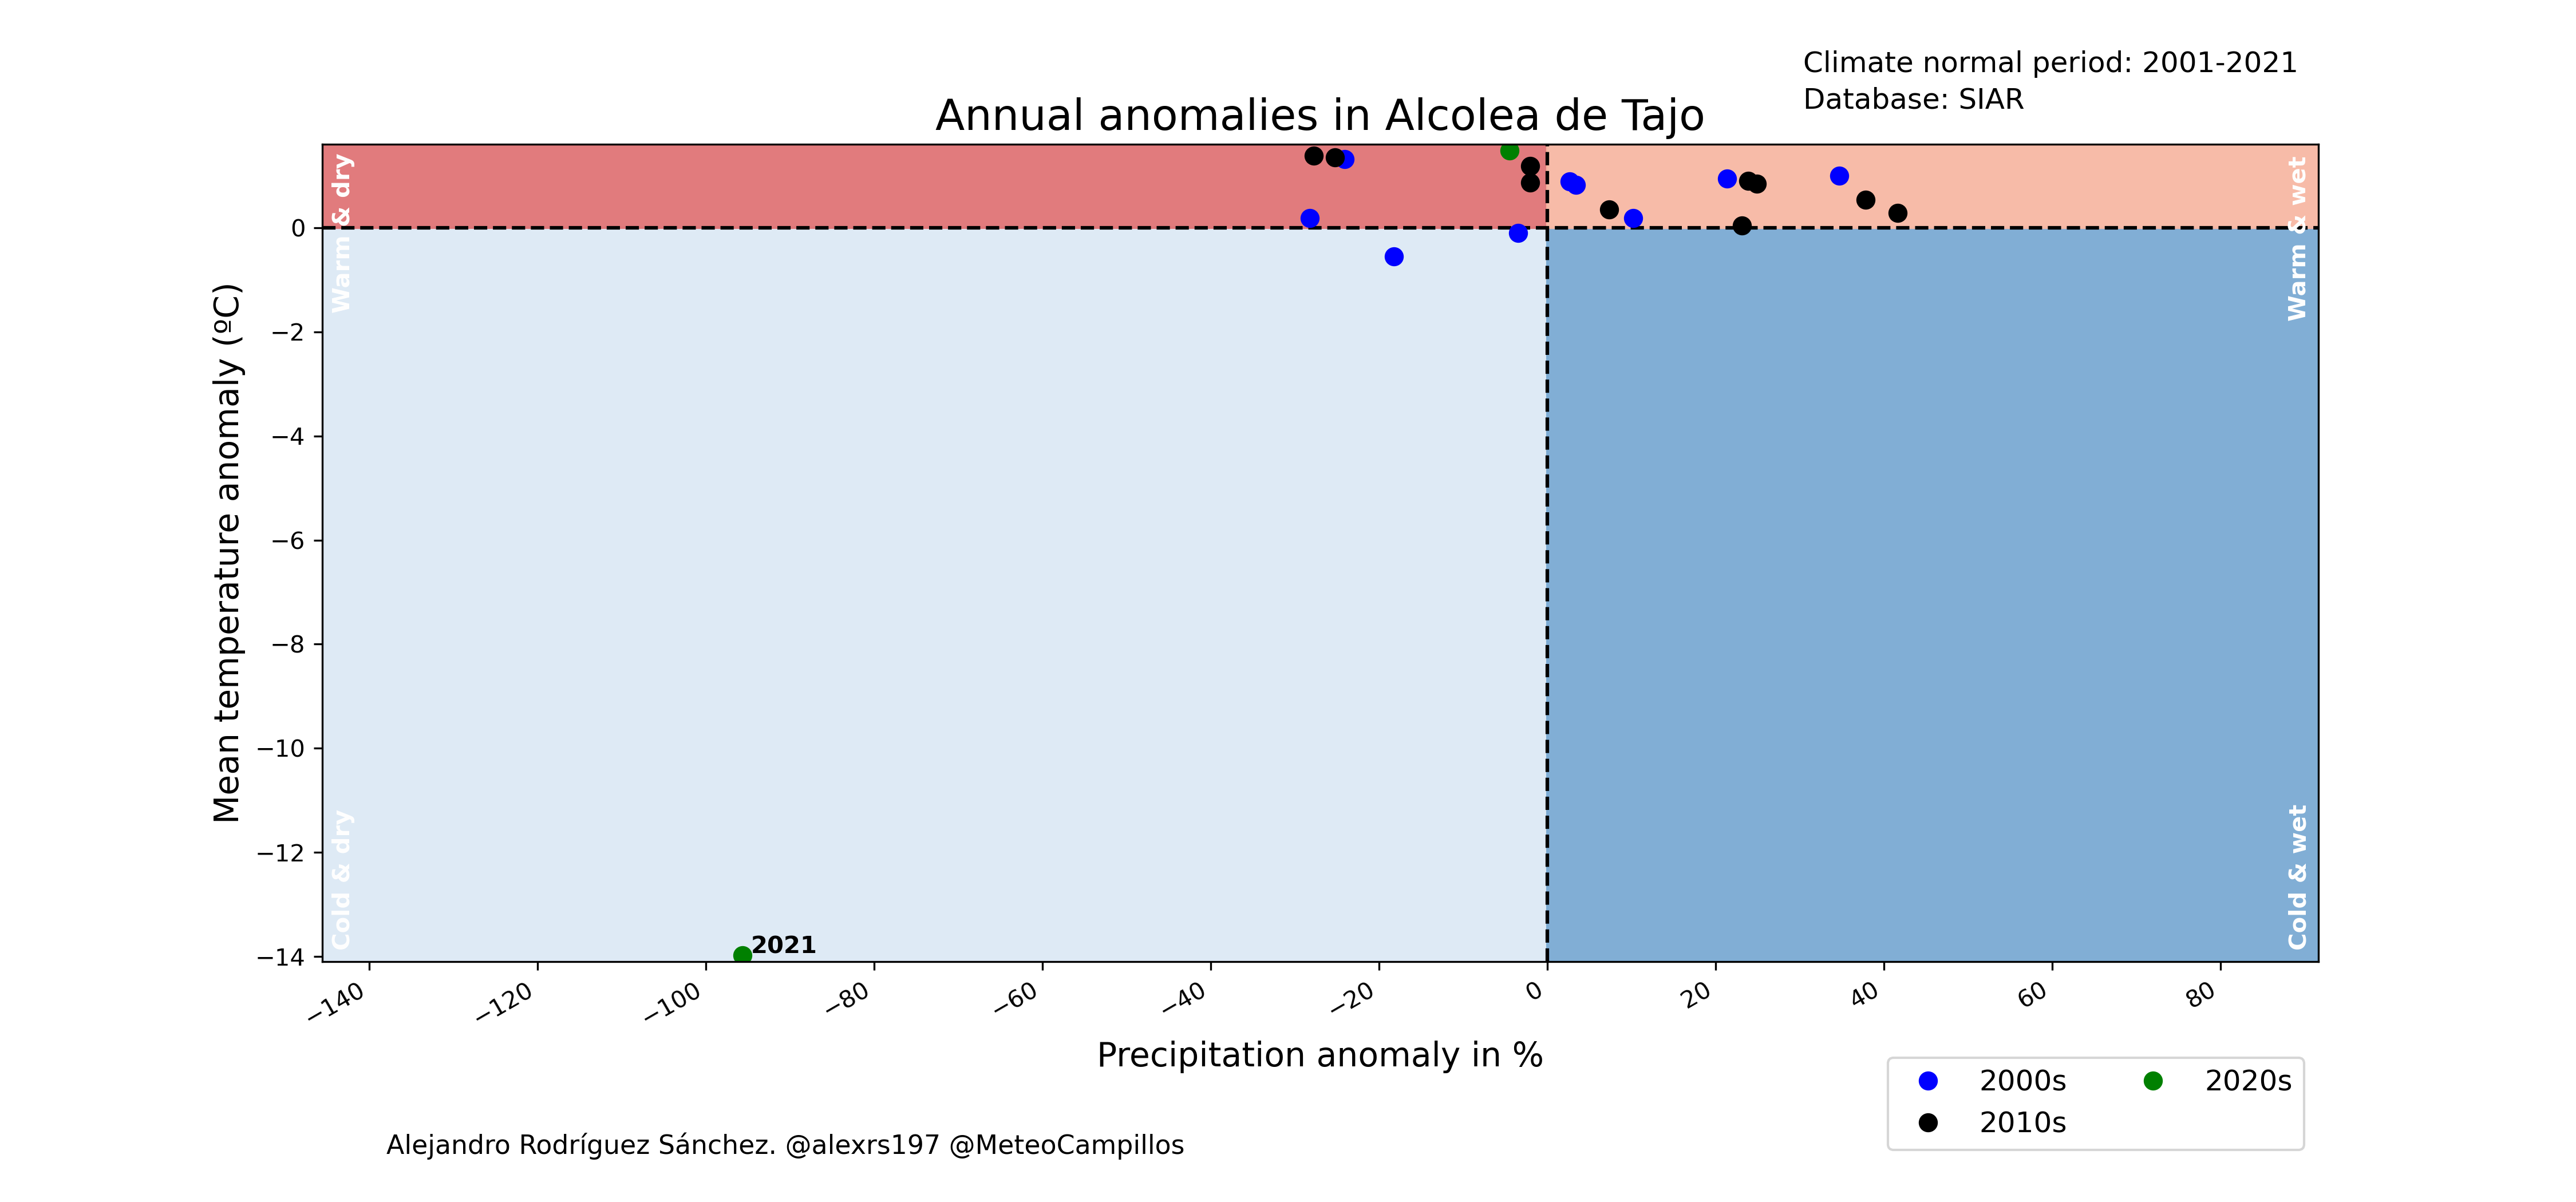 Climate normal period: 2001-2021
Database: SIAR
Annual anomalies in Alcolea de Tajo
Warm & dry
Warm & wet
Cold & dry
Cold & wet
Mean temperature anomaly (ºC)
0
−2
−4
−6
−8
−10
−12
−14
2021
−140
−120
−100
−80
−60
−40
−20
0
20
40
60
80
Precipitation anomaly in %
2000s
2010s
2020s
Alejandro Rodríguez Sánchez. @alexrs197 @MeteoCampillos